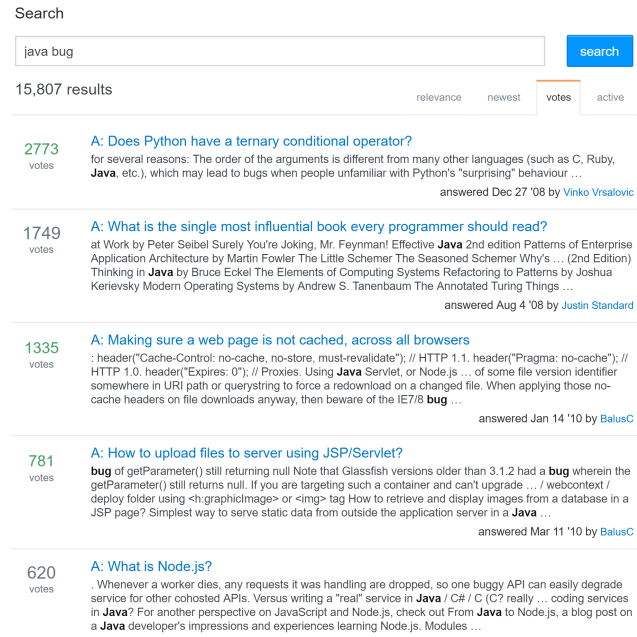 Search
java bug
search
15,807 results
relevance newest votes active
2773
votes
A: Does Python have a ternary conditional operator?
for several reasons: The order of the arguments is different from many other languages (such as C, Ruby,
Java, etc.), which may lead to bugs when people unfamiliar with Python's "surprising" behaviour …
answered Dec 27 '08 by Vinko Vrsalovic
1749
votes
A: What is the single most influential book every programmer should read?
at Work by Peter Seibel Surely You're Joking, Mr. Feynman! Effective Java 2nd edition Patterns of Enterprise
Application Architecture by Martin Fowler The Little Schemer The Seasoned Schemer Why's … (2nd Edition)
Thinking in Java by Bruce Eckel The Elements of Computing Systems Refactoring to Patterns by Joshua
Kerievsky Modern Operating Systems by Andrew S. Tanenbaum The Annotated Turing Things …
answered Aug 4 '08 by Justin Standard
1335
votes
A: Making sure a web page is not cached, across all browsers
: header("Cache-Control: no-cache, no-store, must-revalidate"); // HTTP 1.1. header("Pragma: no-cache"); //
HTTP 1.0. header("Expires: 0"); // Proxies. Using Java Servlet, or Node.js … of some file version identifier
somewhere in URI path or querystring to force a redownload on a changed file. When applying those no-
cache headers on file downloads anyway, then beware of the IE7/8 bug …
answered Jan 14 '10 by BalusC
781
votes
A: How to upload files to server using JSP/Servlet?
bug of getParameter() still returning null Note that Glassfish versions older than 3.1.2 had a bug wherein the
getParameter() still returns null. If you are targeting such a container and can't upgrade … / webcontext /
deploy folder using <h:graphicImage> or <img> tag How to retrieve and display images from a database in a
JSP page? Simplest way to serve static data from outside the application server in a Java …
answered Mar 11 '10 by BalusC
620
votes
A: What is Node.js?
. Whenever a worker dies, any requests it was handling are dropped, so one buggy API can easily degrade
service for other cohosted APIs. Versus writing a "real" service in Java / C# / C (C? really … coding services
in Java? For another perspective on JavaScript and Node.js, check out From Java to Node.js, a blog post on
a Java developer's impressions and experiences learning Node.js. Modules …